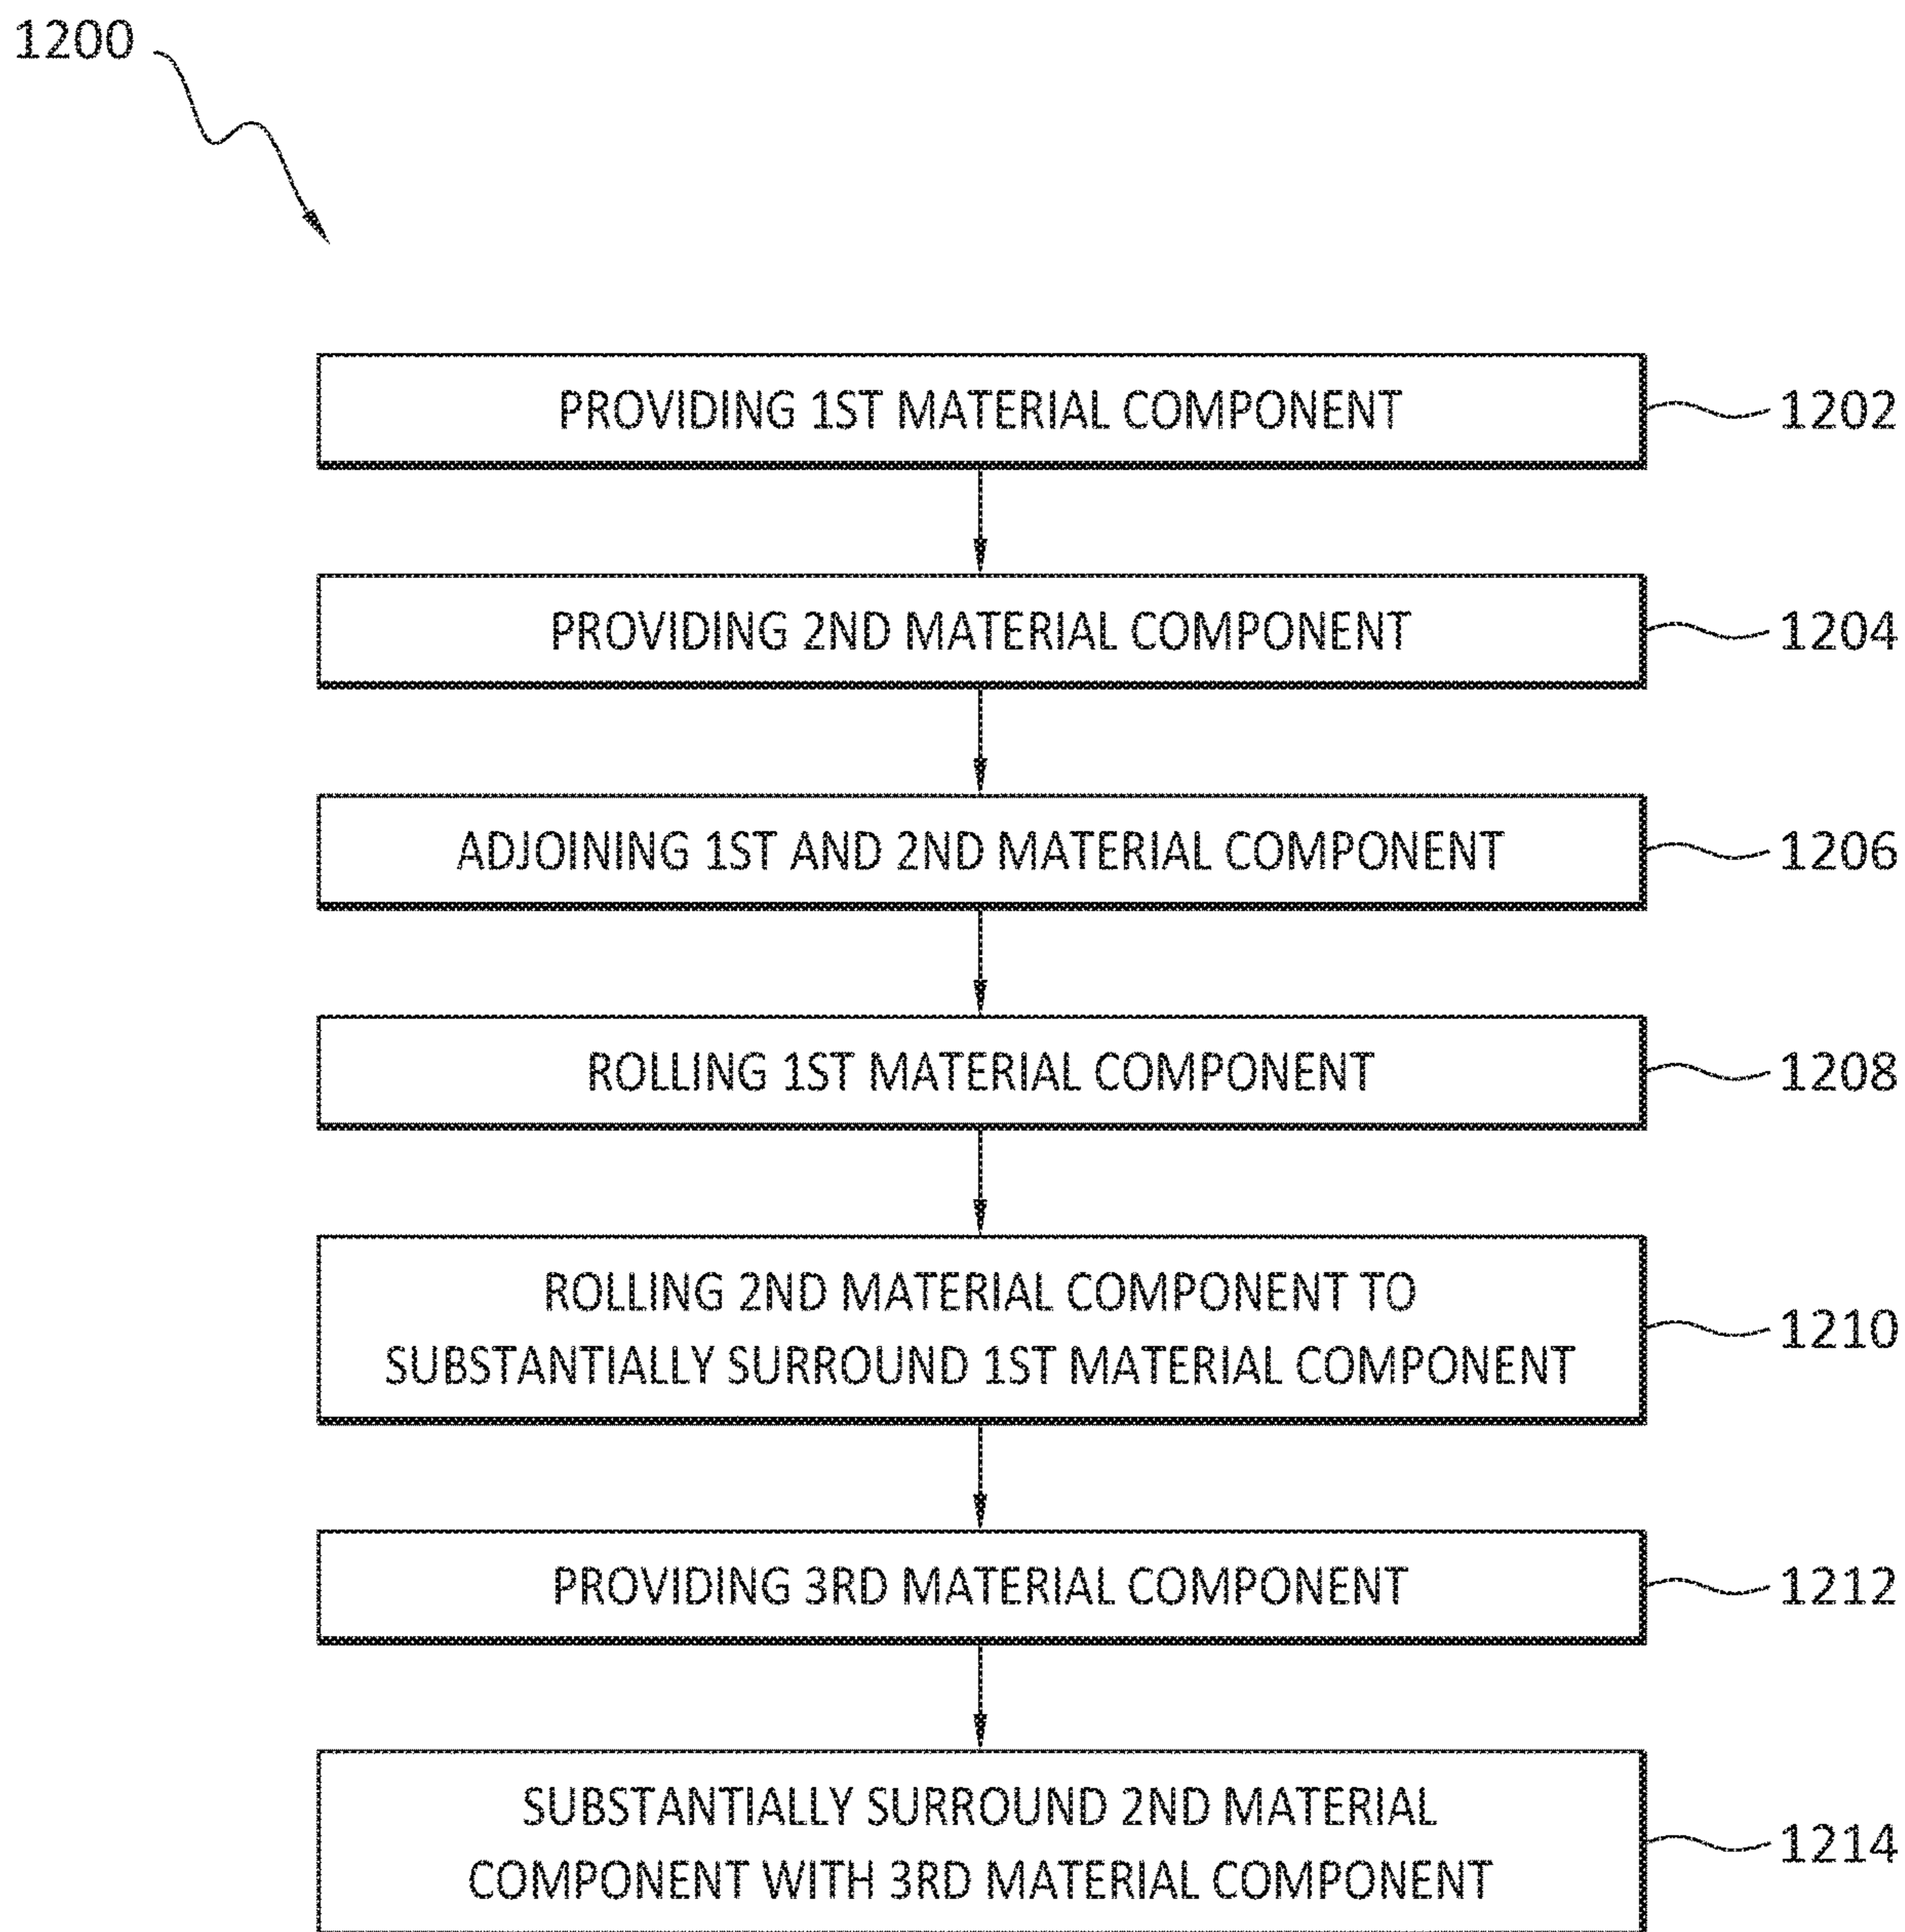 1200
PROVIDING 1ST MATERIAL COMPONENT
1202
PROVIDING 2ND MATERIAL COMPONENT
1204
ADJOINING 1ST AND 2ND MATERIAL COMPONENT
1206
ROLLING 1ST MATERIAL COMPONENT
1208
ROLLING 2ND MATERIAL COMPONENT TO
SUBSTANTIALLY SURROUND 1ST MATERIAL COMPONENT
1210
PROVIDING 3RD MATERIAL COMPONENT
1212
SUBSTANTIALLY SURROUND 2ND MATERIAL
COMPONENT WITH 3RD MATERIAL COMPONENT
1214